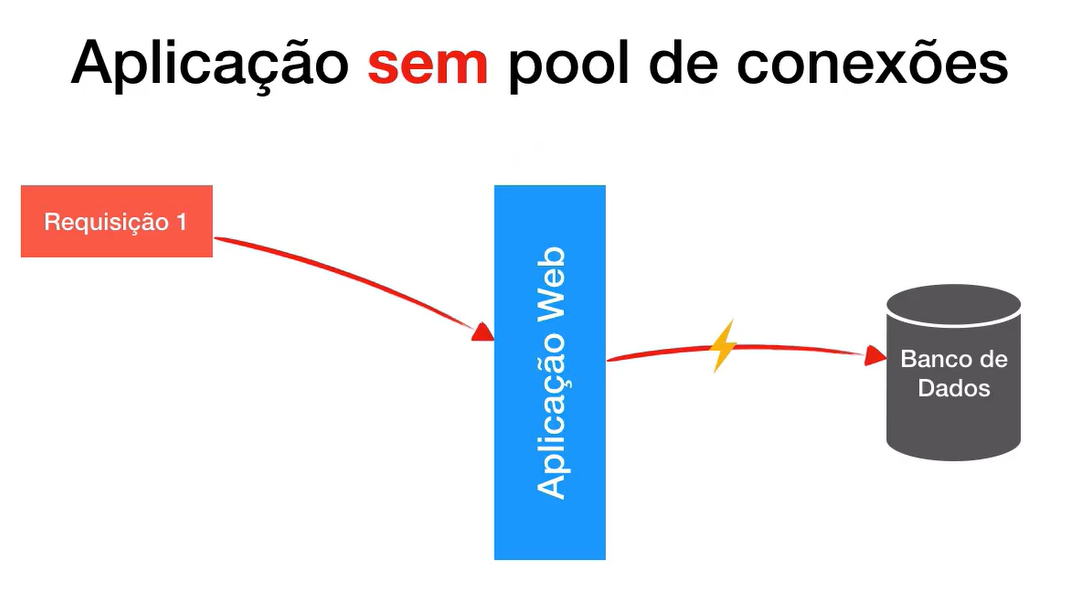 Aplicação sem pool de conexões
Requisição 1
Aplicação Web
Banco de
Dados